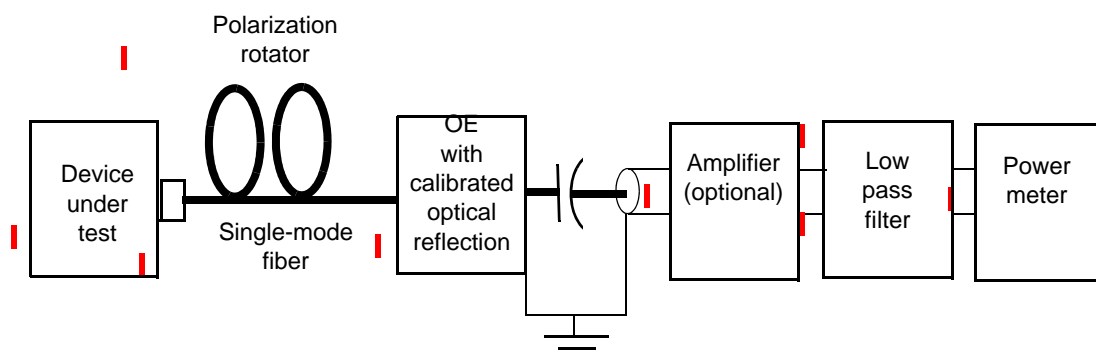 Polarization
rotator
Device
under
test
Single-mode
fiber
OE
with
calibrated
optical
reflection
Amplifier
(optional)
Low
pass
filter
Power
meter